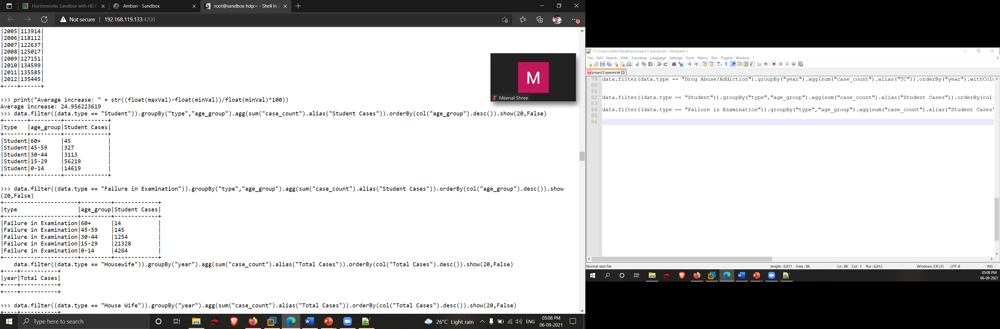 Hortonworks Sandbox with HDP
Ambari - Sandbox
root@sandbox-hdp:~ - Shell In A
Not secure | 192.168.119.133:4200
|2005|113914|
|2006|118112|
|2007|122637|
|2008|125017|
|2009|127151|
|2010|134599|
|2011|135585|
|2012|135445|
+----+------+
>>> print("Average increase: " + str((float(maxVal)-float(minVal))/float(minVal)*100))
Average increase: 24.956223619
>>> data.filter((data.type == "Student")).groupBy("type","age_group").agg(sum("case_count").alias("Student Cases")).orderBy(col("age_group").desc()).show(20,False)
+-------+---------+-------------+
|type   |age_group|Student Cases|
+-------+---------+-------------+
|Student|60+      |45           |
|Student|45-59    |327          |
|Student|30-44    |3113         |
|Student|15-29    |56219        |
|Student|0-14     |14619        |
+-------+---------+-------------+
>>> data.filter((data.type == "Failure in Examination")).groupBy("type","age_group").agg(sum("case_count").alias("Student Cases")).orderBy(col("age_group").desc()).show
(20,False)
+----------------------+---------+-------------+
|type                  |age_group|Student Cases|
+----------------------+---------+-------------+
|Failure in Examination|60+      |14           |
|Failure in Examination|45-59    |145          |
|Failure in Examination|30-44    |1254         |
|Failure in Examination|15-29    |21328        |
|Failure in Examination|0-14     |4264         |
+----------------------+---------+-------------+
data.filter((data.type == "Housewife")).groupBy("year").agg(sum("case_count").alias("Total Cases")).orderBy(col("Total Cases").desc()).show(20,False)
+----+-----------+
|year|Total Cases|
+----+-----------+
+----+-----------+
>>> data.filter((data.type == "House Wife")).groupBy("year").agg(sum("case_count").alias("Total Cases")).orderBy(col("Total Cases").desc()).show(20,False)
+----+-----------+
M
Meenal Shree
Type here to search
26°C Light rain
ENG
05:08 PM
06-09-2021
*C:\Users\redon\Desktop\project 2 queries.txt - Notepad++
File Edit Search View Encoding Language Settings Tools Macro Run Plugins Window ?
X
project 2 queries.txt
79 data.filter(data.type == "Drug Abuse/Addiction").groupBy("year").agg(sum("case_count").alias("TC")).orderBy("year").withColu
80
81
82 data.filter((data.type == "Student")).groupBy("type","age_group").agg(sum("case_count").alias("Student Cases")).orderBy(col
83
84 data.filter((data.type == "Failure in Examination")).groupBy("type","age_group").agg(sum("case_count").alias("Student Cases"
85
86
Normal text file
length : 6,811 lines : 86
Ln : 86 Col : 1 Pos : 6,812
Windows (CR LF)
UTF-8
INS
05:08 PM
06-09-2021